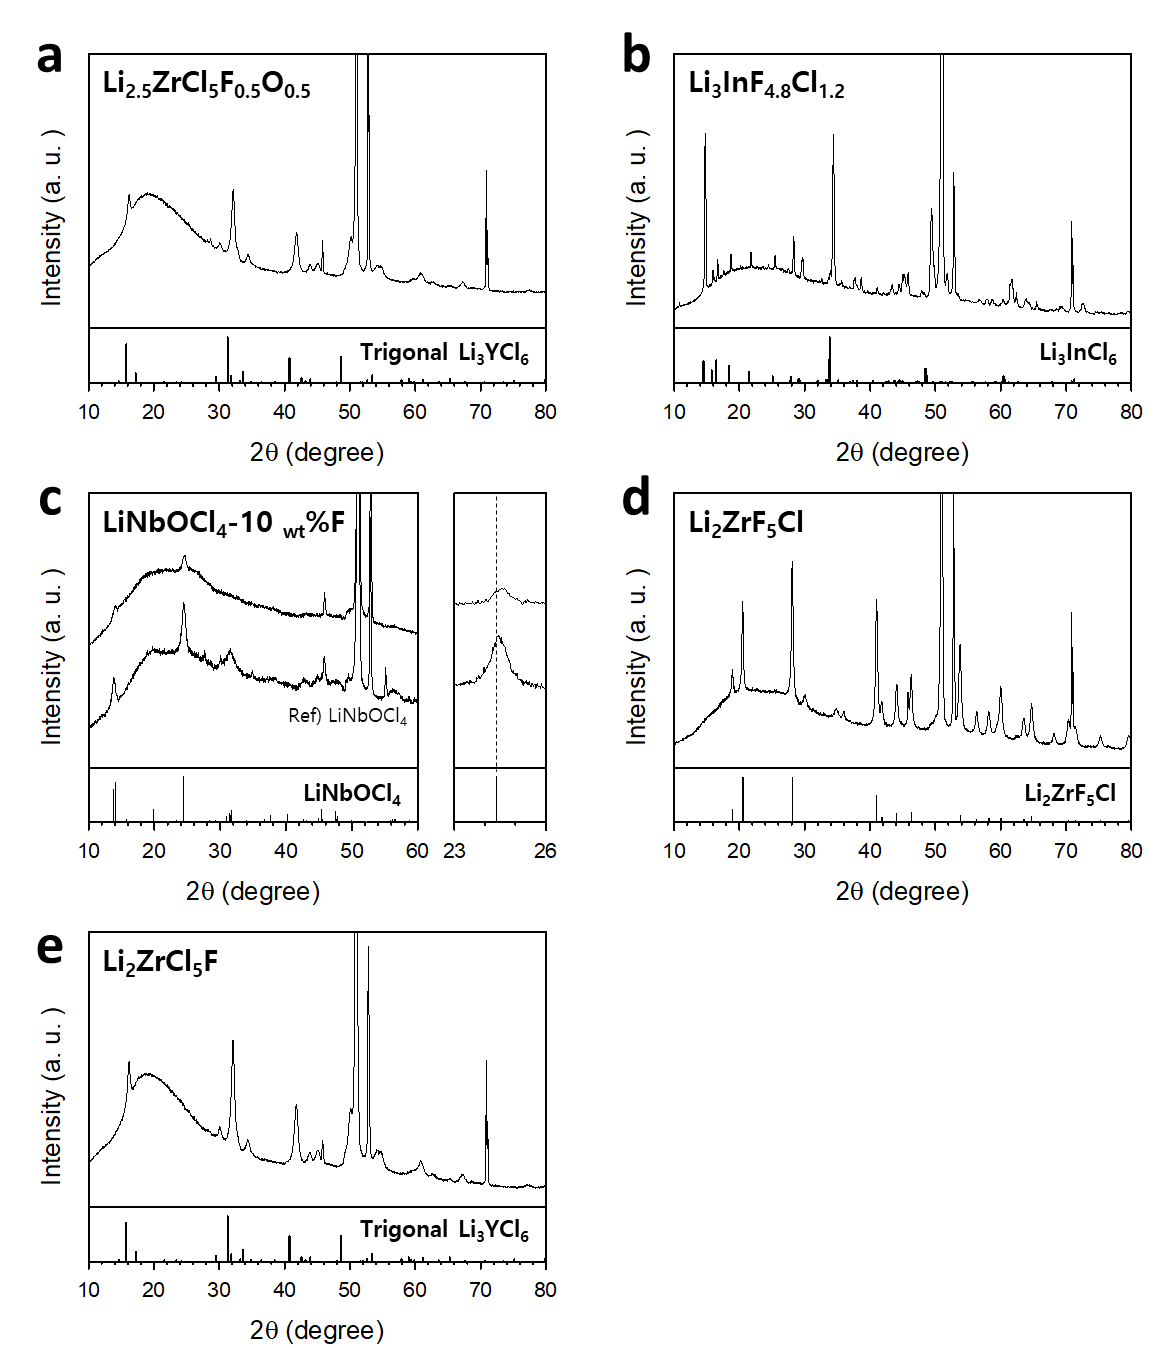 a
Li2.5ZrCl5F0.5O0.5
Intensity (a. u. )
Trigonal Li3YCl6
10 20 30 40 50 60 70 80
2θ (degree)
b
Li3InF4.8Cl1.2
Intensity (a. u. )
Li3InCl6
10 20 30 40 50 60 70 80
2θ (degree)
c
LiNbOCl4-10 wt%F
Intensity (a. u. )
Ref) LiNbOCl4
LiNbOCl4
10 20 30 40 50 60
23 26
2θ (degree)
d
Li2ZrF5Cl
Intensity (a. u. )
Li2ZrF5Cl
10 20 30 40 50 60 70 80
2θ (degree)
e
Li2ZrCl5F
Intensity (a. u. )
Trigonal Li3YCl6
10 20 30 40 50 60 70 80
2θ (degree)